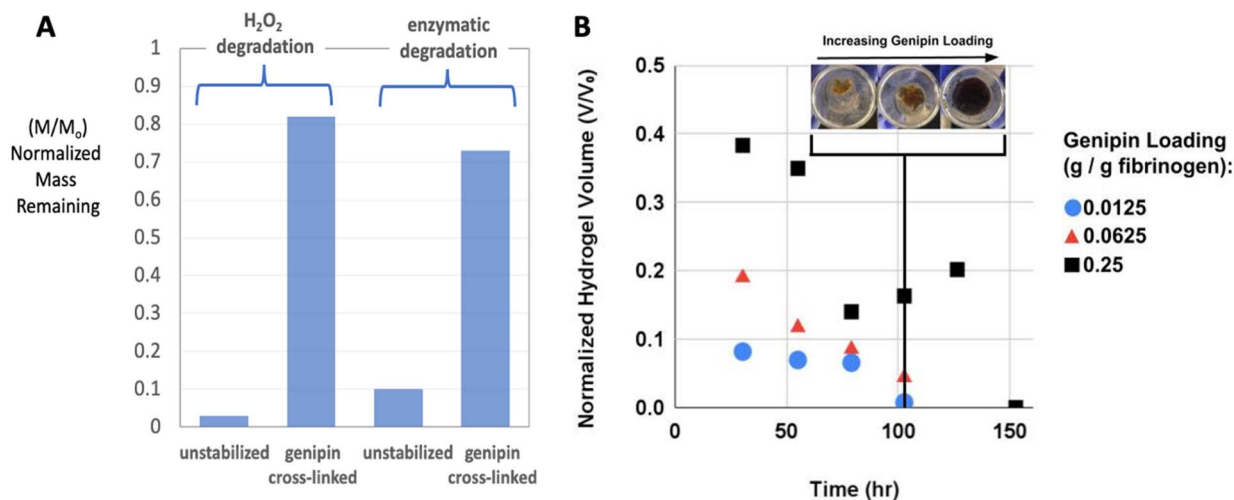 A
H₂O₂
degradation
enzymatic
degradation
(M/Mₒ)
Normalized
Mass
Remaining
1
0.9
0.8
0.7
0.6
0.5
0.4
0.3
0.2
0.1
0
unstabilized
genipin
cross-linked
unstabilized
genipin
cross-linked
B
Increasing Genipin Loading
Normalized Hydrogel Volume (V/V₀)
0.5
0.4
0.3
0.2
0.1
0.0
0
50
100
150
Time (hr)
Genipin Loading
(g / g fibrinogen):
0.0125
0.0625
0.25